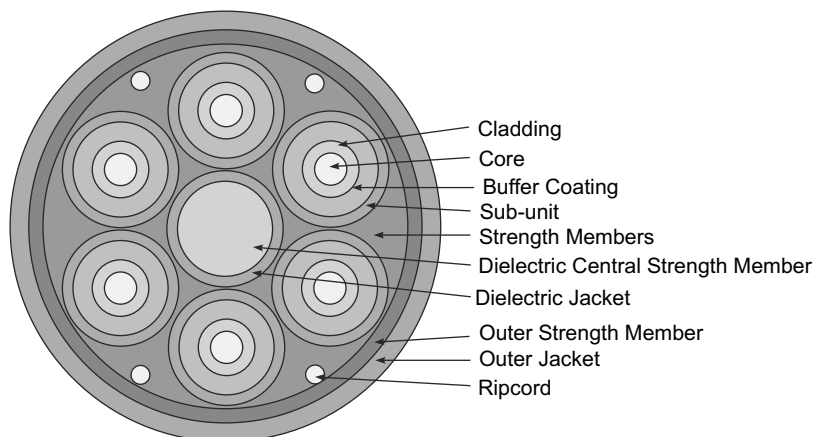 Cladding
Core
Buffer Coating
Sub-unit
Strength Members
Dielectric Central Strength Member
Dielectric Jacket
Outer Strength Member
Outer Jacket
Ripcord